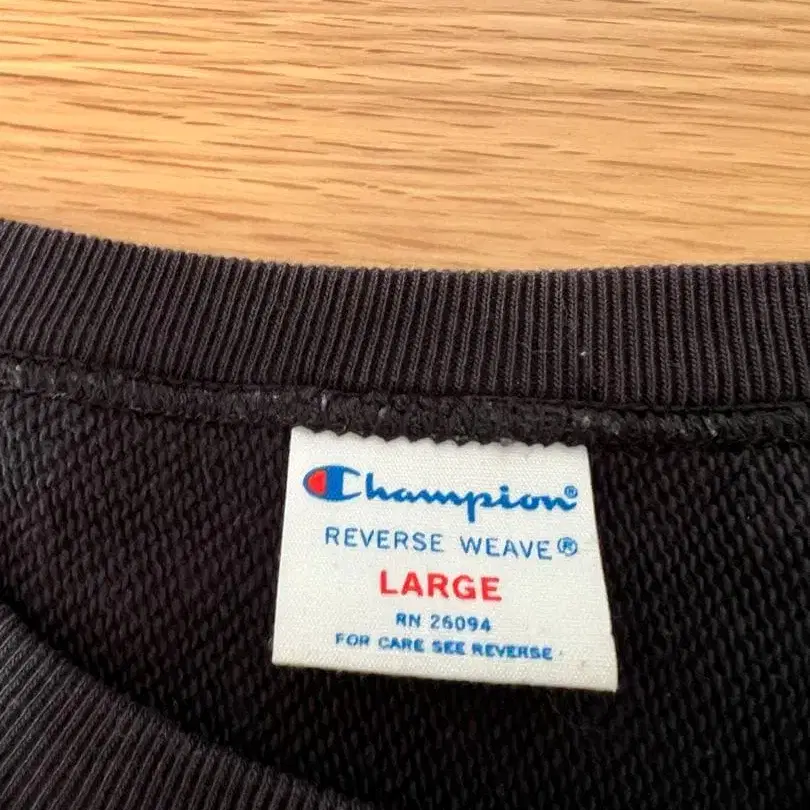 Champion®
REVERSE WEAVE®
LARGE
RN 26094
FOR CARE SEE REVERSE